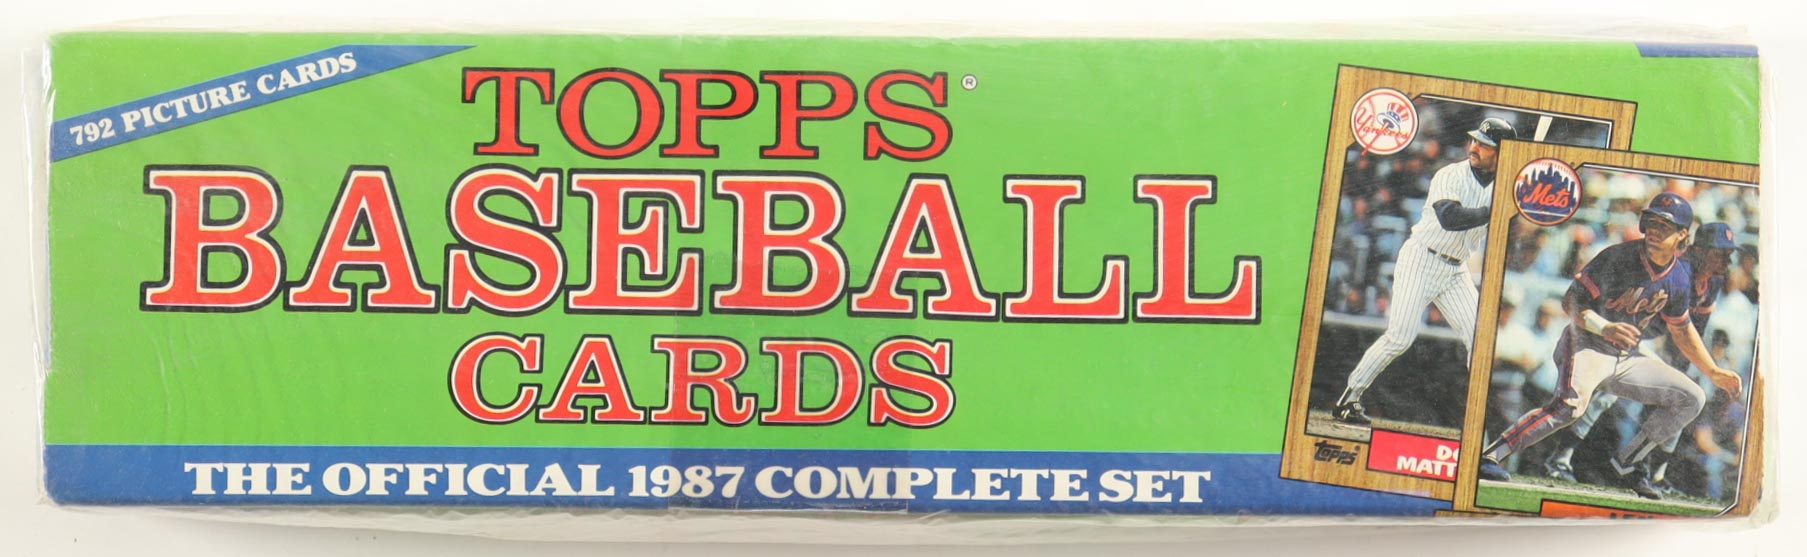 792 PICTURE CARDS
TOPPS®
BASEBALL
CARDS
THE OFFICIAL 1987 COMPLETE SET
Yankees
topps
Mets
Mets